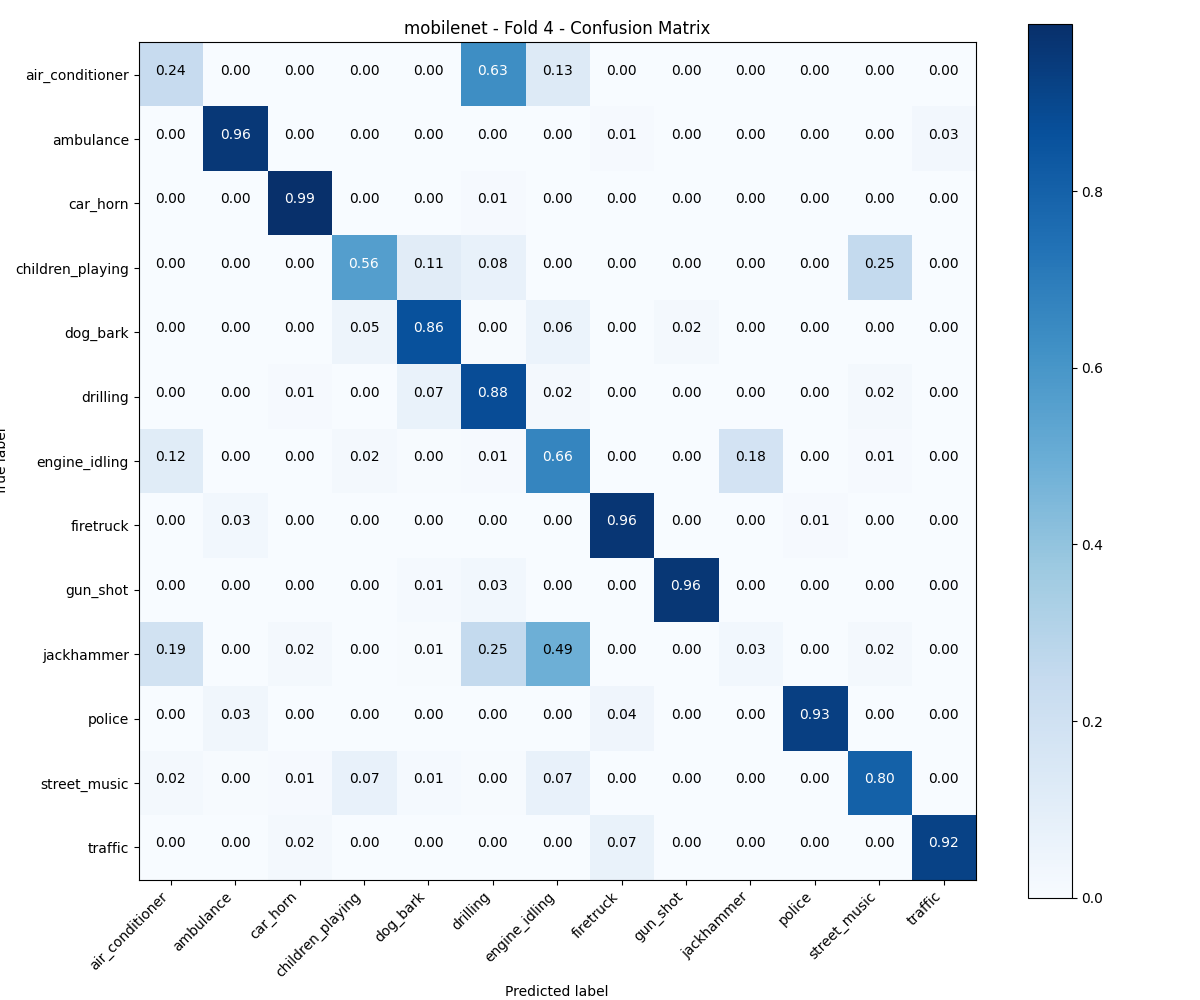 mobilenet - Fold 4 - Confusion Matrix
air_conditioner 0.24 0.00 0.00 0.00 0.00 0.63 0.13 0.00 0.00 0.00 0.00 0.00 0.00
ambulance 0.00 0.96 0.00 0.00 0.00 0.00 0.00 0.01 0.00 0.00 0.00 0.00 0.03
car_horn 0.00 0.00 0.99 0.00 0.00 0.01 0.00 0.00 0.00 0.00 0.00 0.00 0.00
children_playing 0.00 0.00 0.00 0.56 0.11 0.08 0.00 0.00 0.00 0.00 0.00 0.25 0.00
dog_bark 0.00 0.00 0.00 0.05 0.86 0.00 0.06 0.00 0.02 0.00 0.00 0.00 0.00
drilling 0.00 0.00 0.01 0.00 0.07 0.88 0.02 0.00 0.00 0.00 0.00 0.02 0.00
engine_idling 0.12 0.00 0.00 0.02 0.00 0.01 0.66 0.00 0.00 0.18 0.00 0.01 0.00
firetruck 0.00 0.03 0.00 0.00 0.00 0.00 0.00 0.96 0.00 0.00 0.01 0.00 0.00
gun_shot 0.00 0.00 0.00 0.00 0.01 0.03 0.00 0.00 0.96 0.00 0.00 0.00 0.00
jackhammer 0.19 0.00 0.02 0.00 0.01 0.25 0.49 0.00 0.00 0.03 0.00 0.02 0.00
police 0.00 0.03 0.00 0.00 0.00 0.00 0.00 0.04 0.00 0.00 0.93 0.00 0.00
street_music 0.02 0.00 0.01 0.07 0.01 0.00 0.07 0.00 0.00 0.00 0.00 0.80 0.00
traffic 0.00 0.00 0.02 0.00 0.00 0.00 0.00 0.07 0.00 0.00 0.00 0.00 0.92
air_conditioner
ambulance
car_horn
children_playing
dog_bark
drilling
engine_idling
firetruck
gun_shot
jackhammer
police
street_music
traffic
Predicted label
0.8
0.6
0.4
0.2
0.0